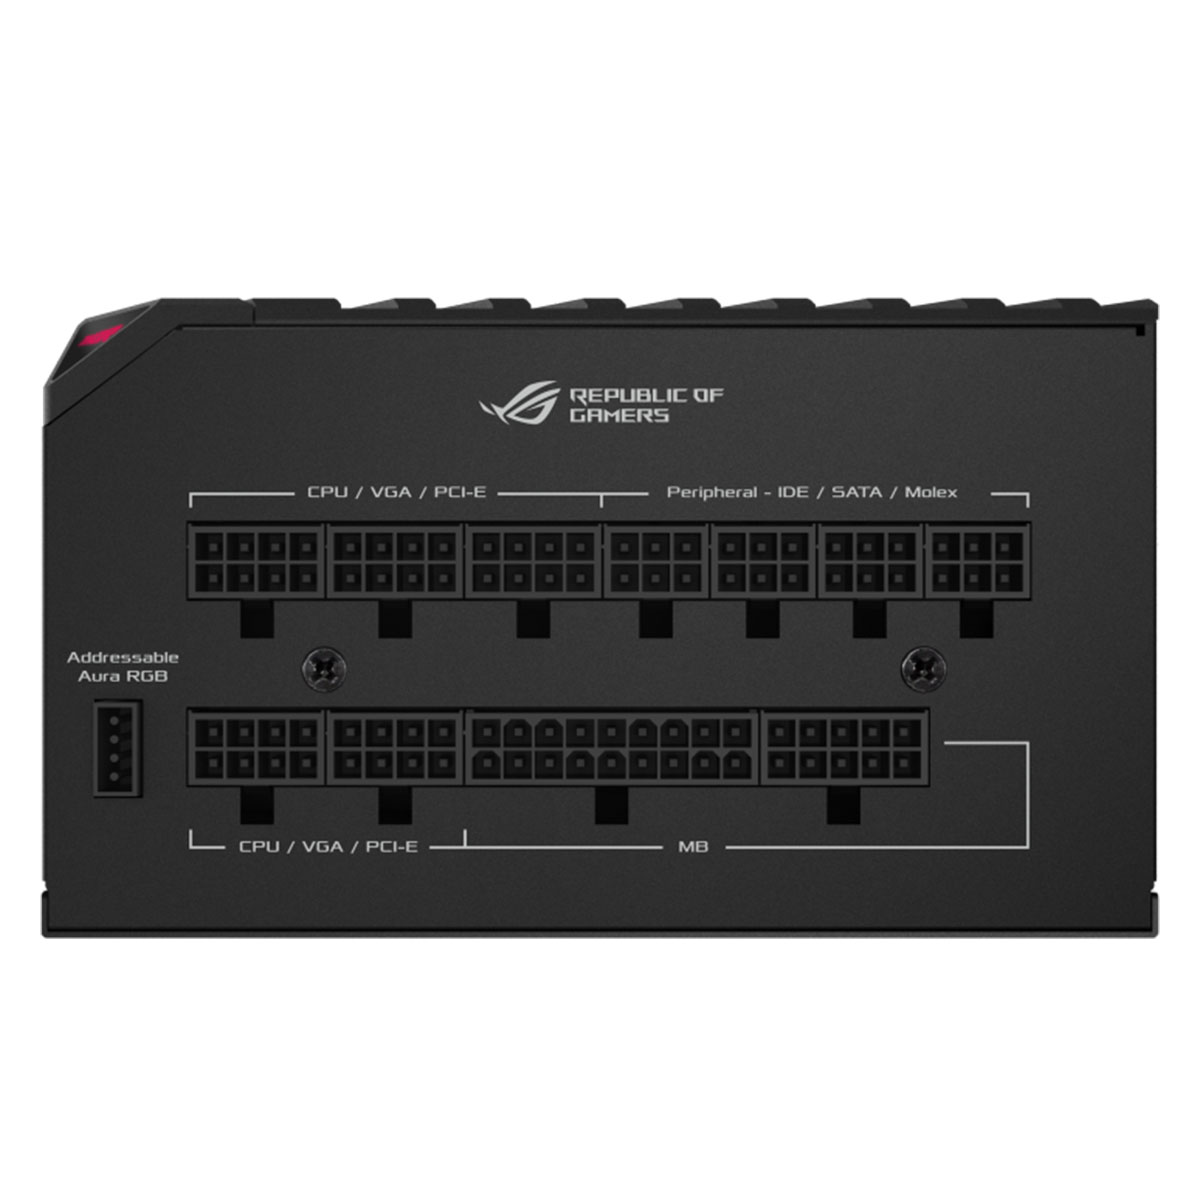 REPUBLIC OF
GAMERS
CPU / VGA / PCI-E
Peripheral - IDE / SATA / Molex
Addressable
Aura RGB
CPU / VGA / PCI-E
MB